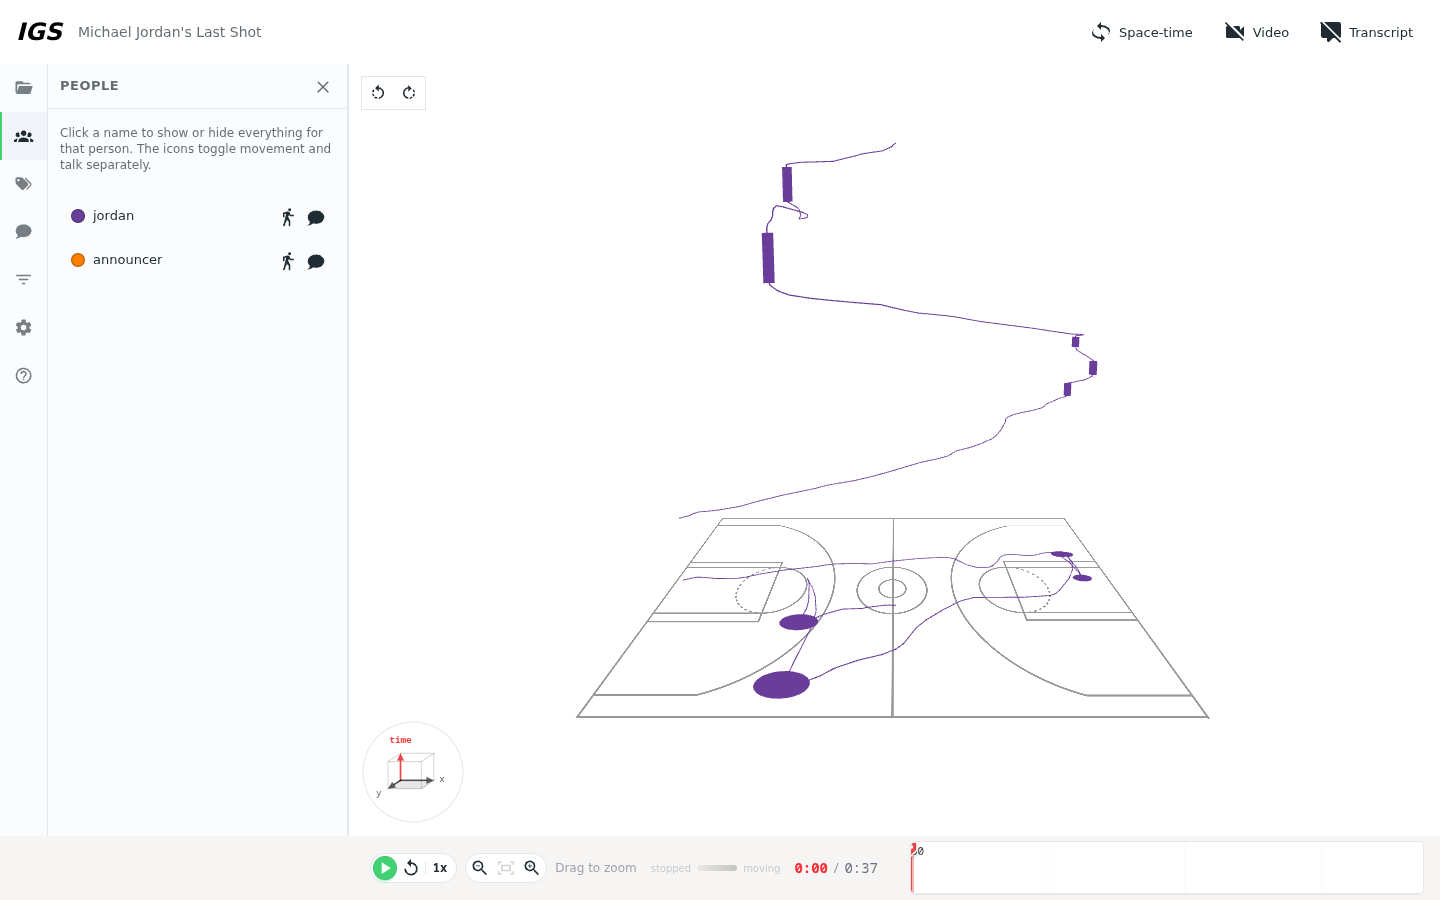 IGS Michael Jordan's Last Shot Space-time Video Transcript
PEOPLE
Click a name to show or hide everything for
that person. The icons toggle movement and
talk separately.
jordan
announcer
time
x
y
1x Drag to zoom stopped moving 0:00 / 0:37 0